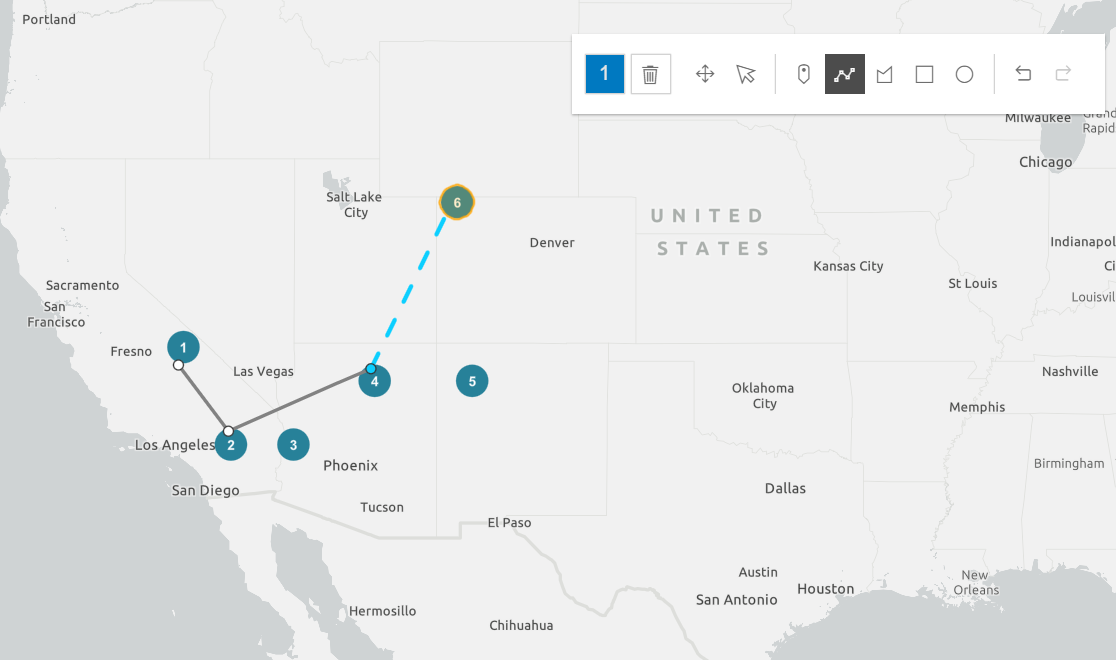 Portland
1
Milwaukee
Grand
Rapid
Chicago
Salt Lake
City
6
UNITED
STATES
Denver
Indianapol
Kansas City
Ci
St Louis
Louisvil
Sacramento
San
Francisco
Fresno
1
Las Vegas
4
5
Nashville
Oklahoma
City
Memphis
Los Angeles
2
3
Phoenix
Birmingham
San Diego
Dallas
Tucson
El Paso
Austin
New
Orleans
Houston
San Antonio
Hermosillo
Chihuahua